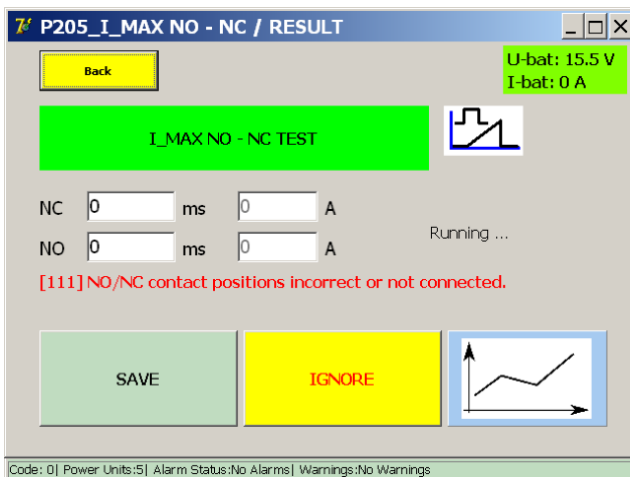 P205_I_MAX NO - NC / RESULT
Back
U-bat: 15.5 V
I-bat: 0 A
I_MAX NO - NC TEST
NC 0 ms 0 A
NO 0 ms 0 A
Running ...
[111] NO/NC contact positions incorrect or not connected.
SAVE
IGNORE
Code: 0| Power Units:5| Alarm Status:No Alarms| Warnings:No Warnings